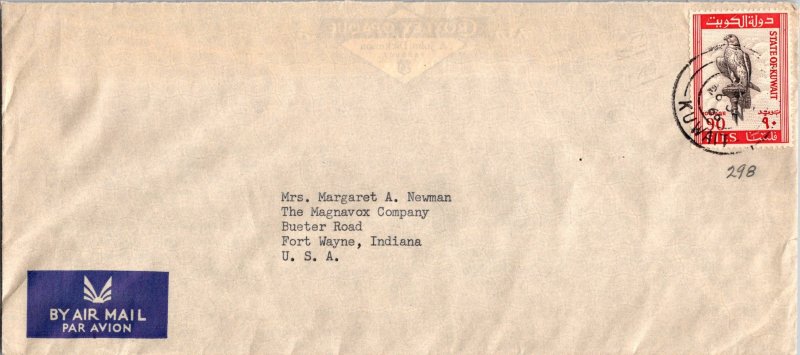 دولة الكويت
STATE OF KUWAIT
90
٩٠
FILS
فلسا
KUWAIT
298
Mrs. Margaret A. Newman
The Magnavox Company
Bueter Road
Fort Wayne, Indiana
U. S. A.
BY AIR MAIL
PAR AVION